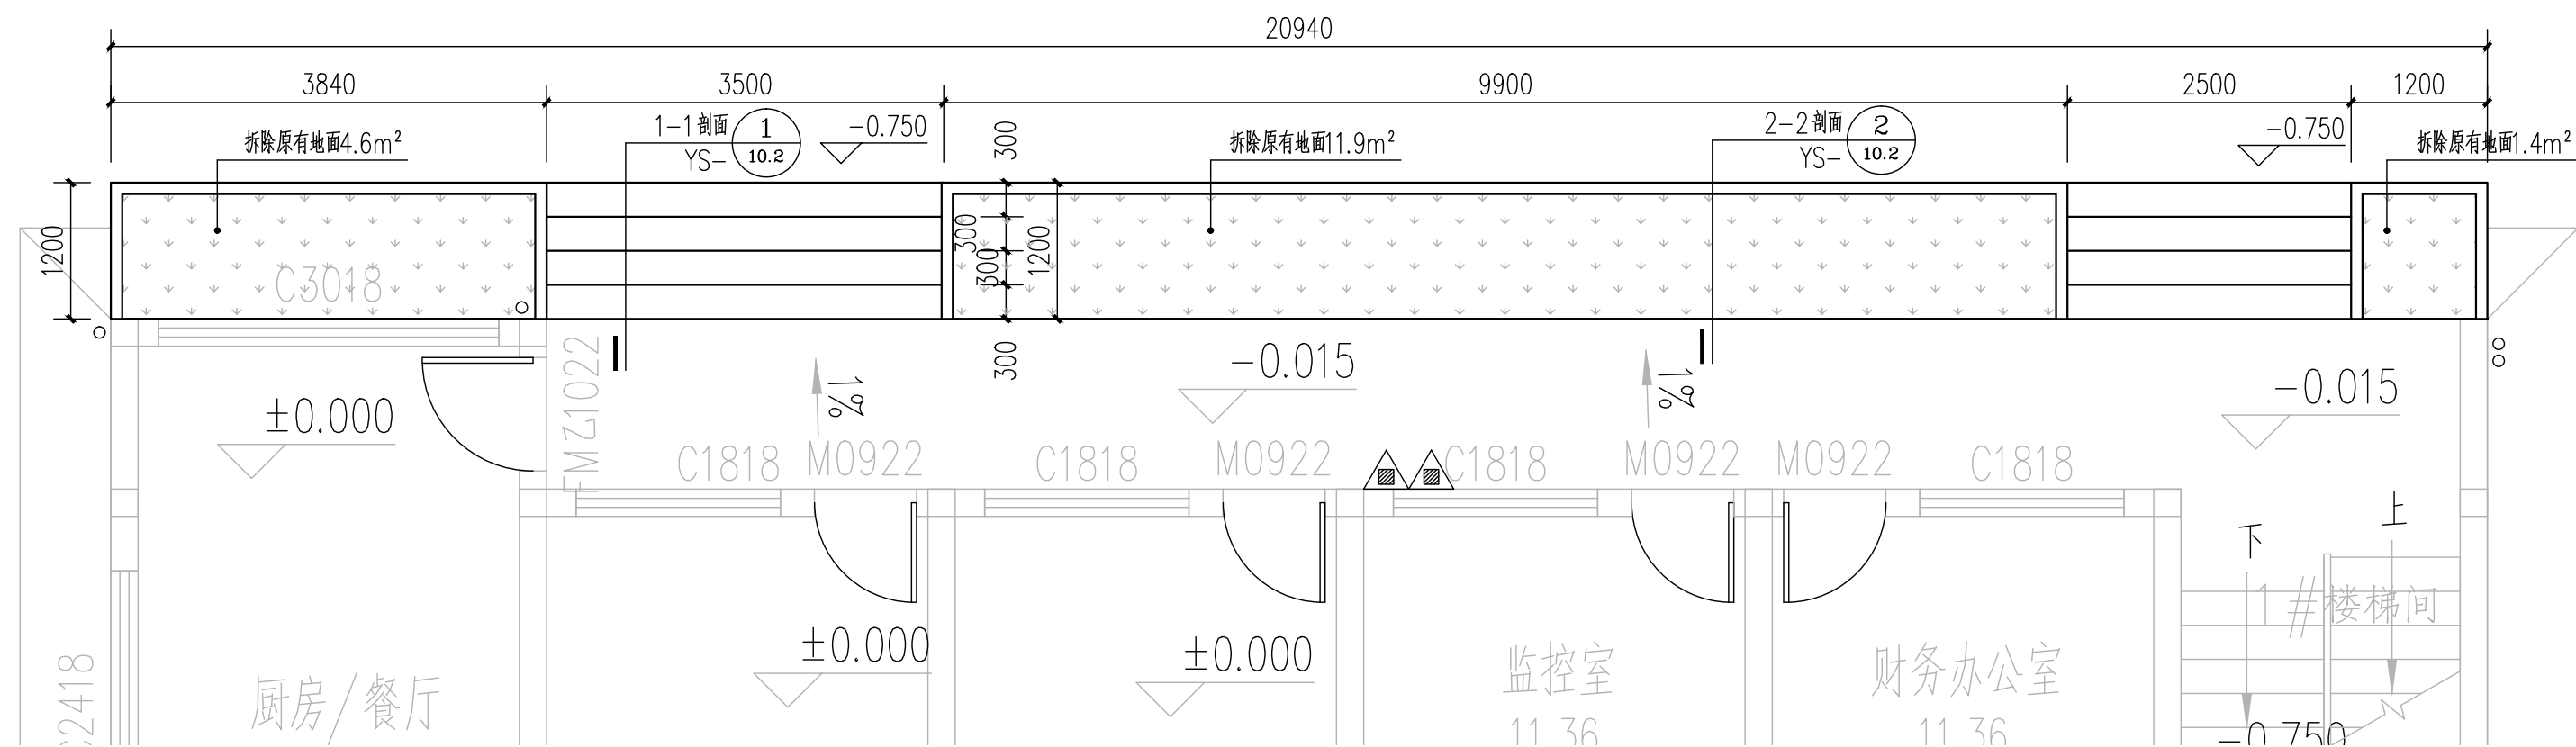 20940
3840
3500
9900
2500
1200
拆除原有地面4.6m²
1-1剖面
YS-
1
10.2
-0.750
300
拆除原有地面11.9m²
2-2剖面
YS-
2
10.2
-0.750
拆除原有地面1.4m²
1200
C3018
300
300
1200
300
±0.000
FMZ1022
1%
-0.015
1%
-0.015
C1818
M0922
C1818
M0922
C1818
M0922
M0922
C1818
下
上
1#楼梯间
±0.000
±0.000
厨房/餐厅
监控室
11.36
财务办公室
11.36
C2418
-0.750